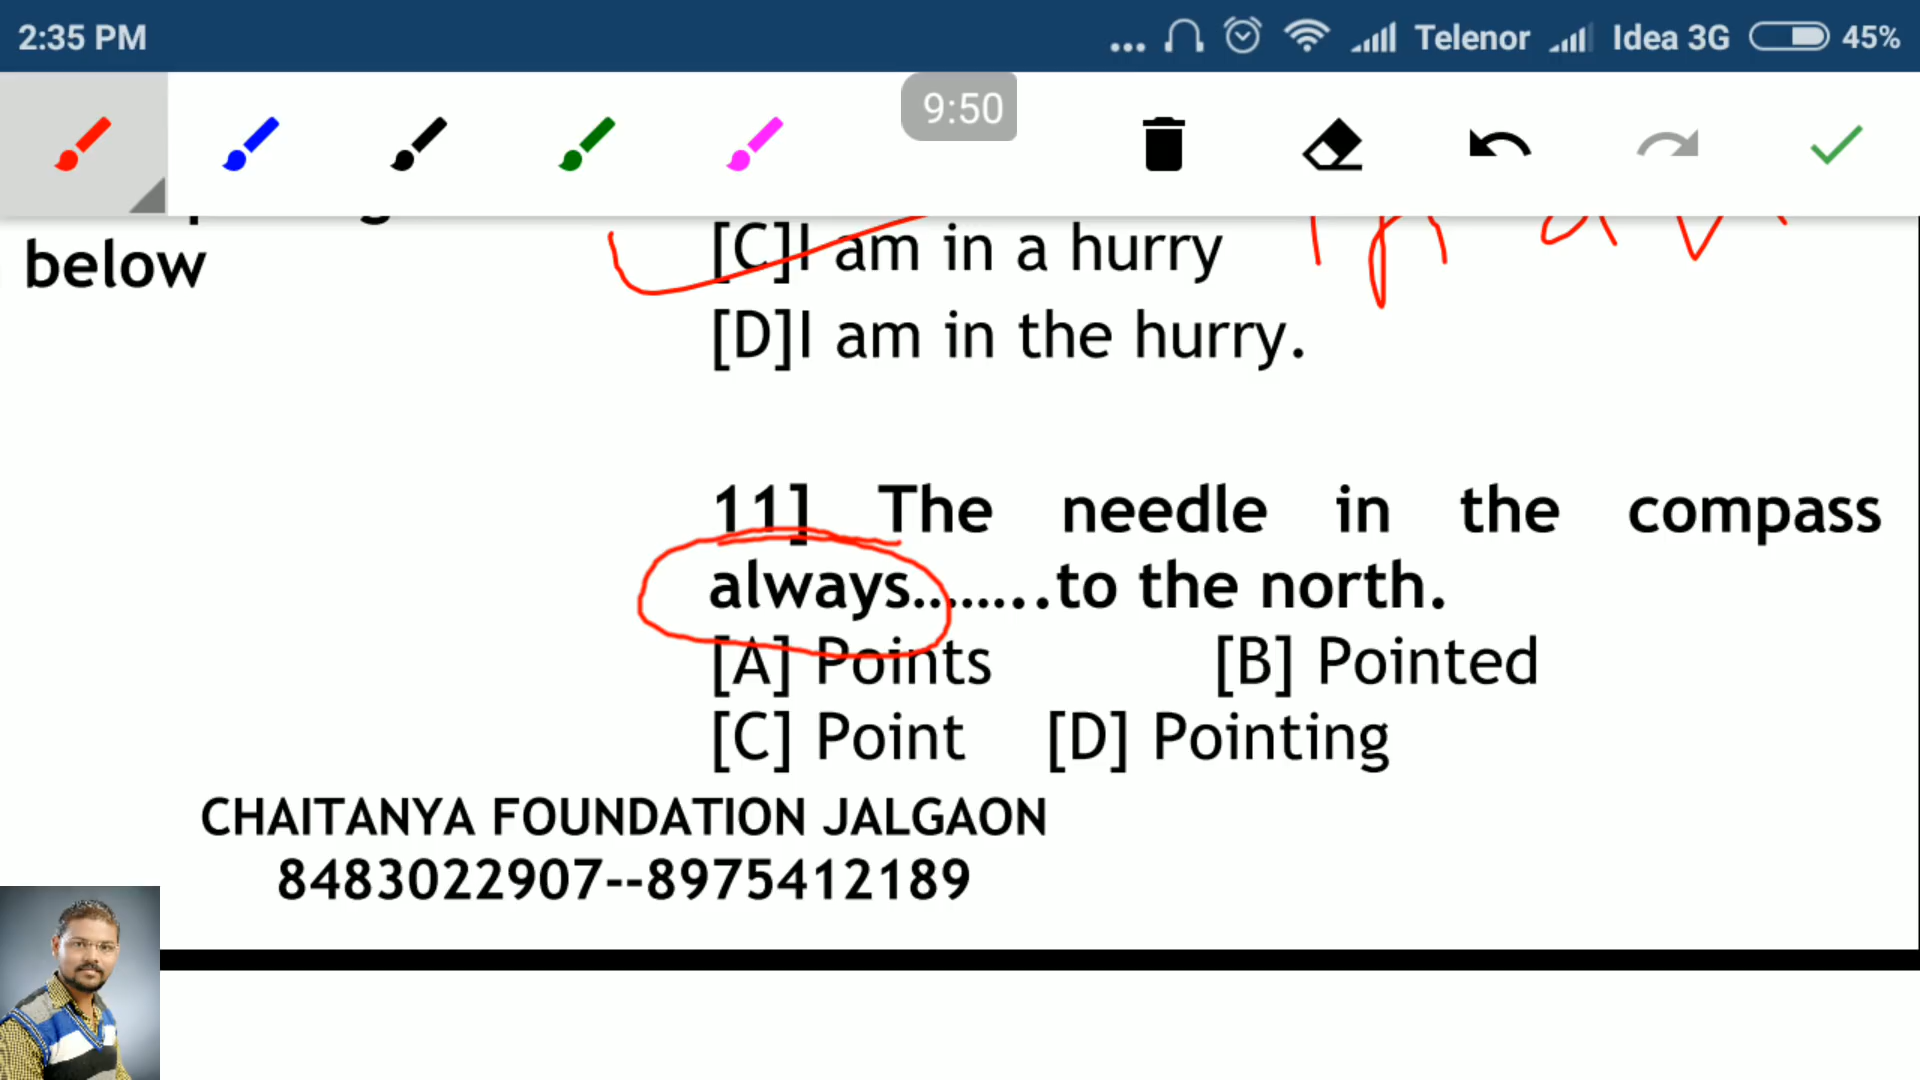 2:35 PM
... Telenor Idea 3G 45%
9:50
[C]I am in a hurry
below
[D]I am in the hurry.
11] The needle in the compass
always........to the north.
[A] Points [B] Pointed
[C] Point [D] Pointing
CHAITANYA FOUNDATION JALGAON
8483022907--8975412189